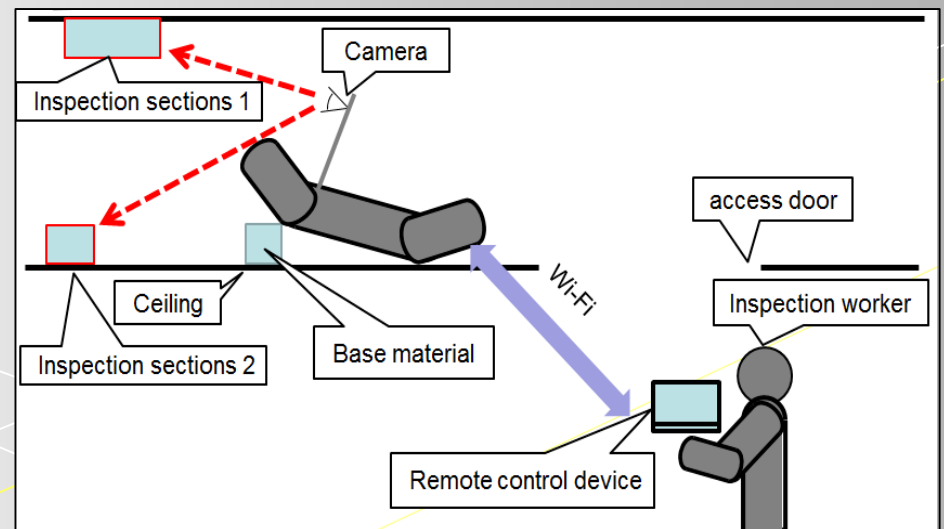 Camera
Inspection sections 1
access door
Wi-Fi
Ceiling
Inspection worker
Base material
Inspection sections 2
Remote control device